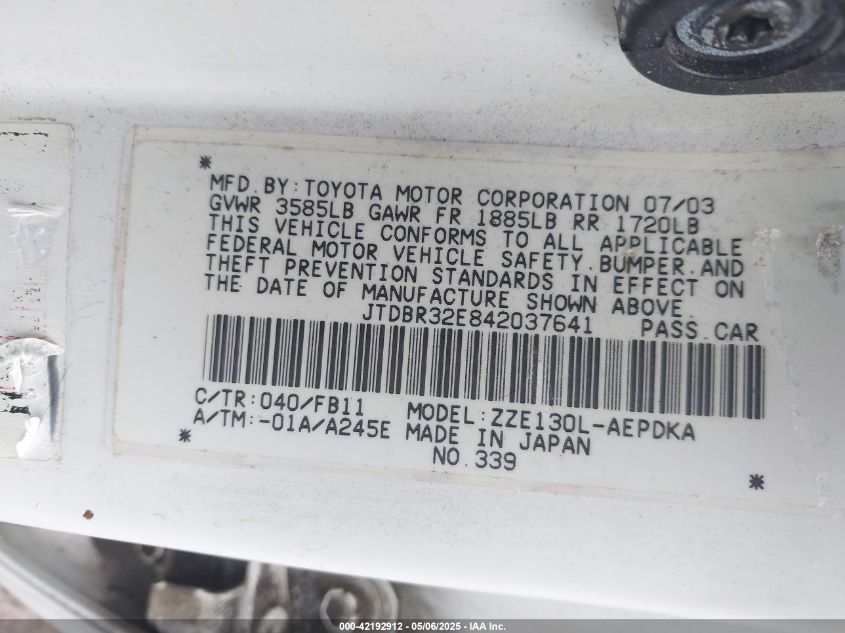 MFD.BY:TOYOTA MOTOR CORPORATION 07/03
GVWR 3585LB GAWR FR 1885LB RR 1720LB
THIS VEHICLE CONFORMS TO ALL APPLICABLE
FEDERAL MOTOR VEHICLE SAFETY.BUMPER.AND
THEFT PREVENTION STANDARDS IN EFFECT ON
THE DATE OF MANUFACTURE SHOWN ABOVE.
JTDBR32E842037641 PASS.CAR
C/TR:040/FB11 MODEL:ZZE130L-AEPDKA
A/TM:-01A/A245E MADE IN JAPAN
NO.339
000-42192912 - 05/06/2025 - IAA Inc.